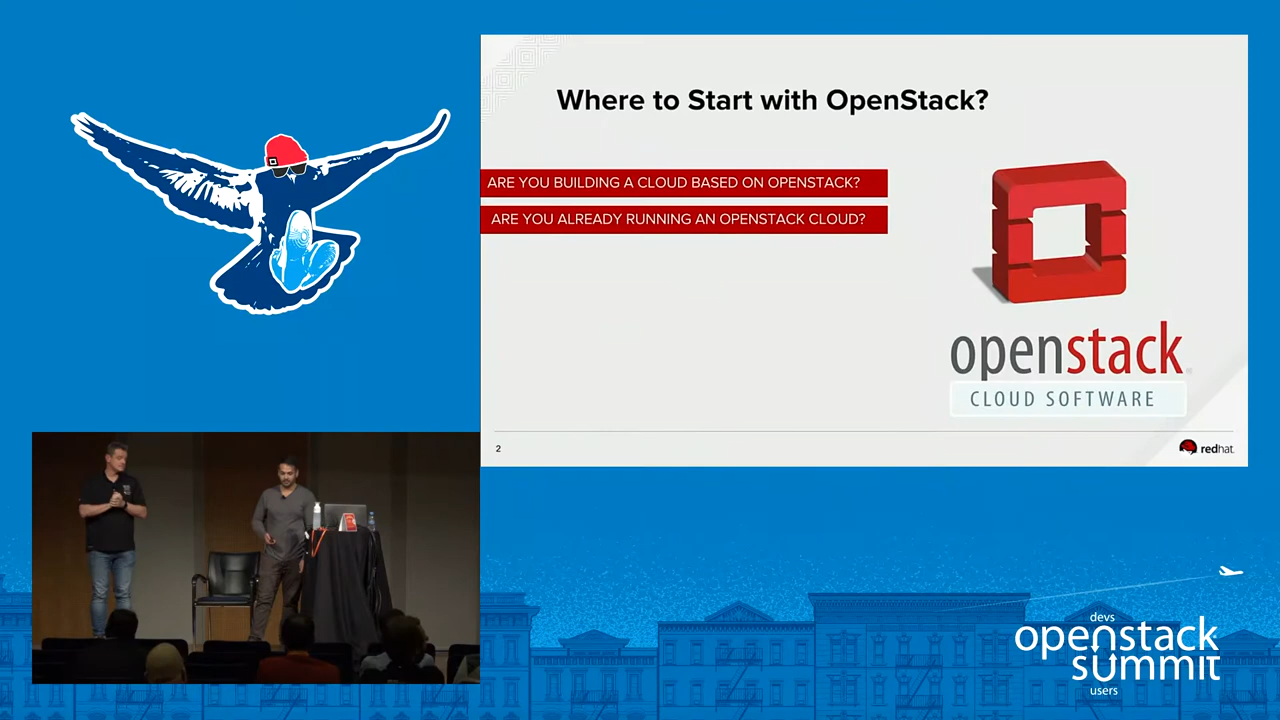 Where to Start with OpenStack?
ARE YOU BUILDING A CLOUD BASED ON OPENSTACK?
ARE YOU ALREADY RUNNING AN OPENSTACK CLOUD?
openstack
CLOUD SOFTWARE
2
redhat.
devs
openstack
summit
users